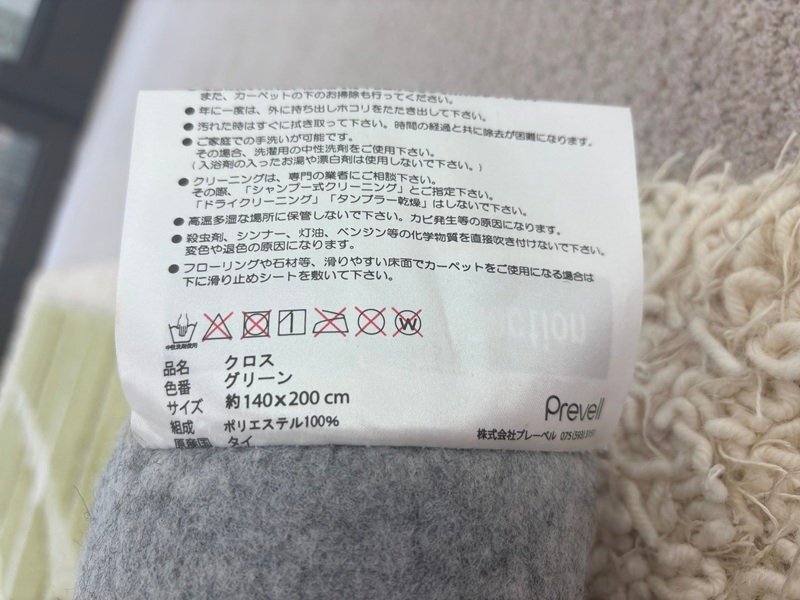 また、カーペットの下のお掃除も行ってください。
●年に一度は、外に持ち出しホコリをたたき出して下さい。
●汚れた時はすぐに拭き取って下さい。時間の経過と共に除去が困難になります。
●ご家庭での手洗いが可能です。
その場合、洗濯用の中性洗剤をご使用下さい。
(入浴剤の入ったお湯や漂白剤は使用しないで下さい。)
●クリーニングは、専門の業者にご相談下さい。
その際、「シャンプー式クリーニング」とご指定下さい。
「ドライクリーニング」「タンブラー乾燥」はしないで下さい。
●高温多湿な場所に保管しないで下さい。カビ発生等の原因になります。
●殺虫剤、シンナー、灯油、ベンジン等の化学物質を直接吹き付けないで下さい。
変色や退色の原因になります。
●フローリングや石材等、滑りやすい床面でカーペットをご使用になる場合は
下に滑り止めシートを敷いて下さい。
W
中性洗剤使用
品名 クロス
色番 グリーン
サイズ 約140×200cm
組成 ポリエステル100%
原産国 タイ
Prevell
株式会社プレーベル 075(593)